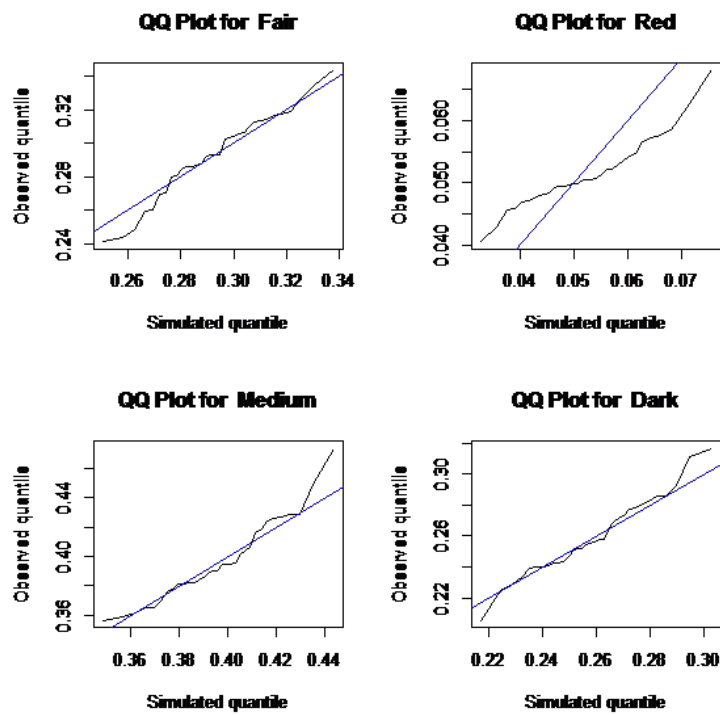 QQ Plot for Fair
Observed quantile
0.24 0.28 0.32
0.26 0.28 0.30 0.32 0.34
Simulated quantile
QQ Plot for Red
Observed quantile
0.040 0.050 0.060
0.04 0.05 0.06 0.07
Simulated quantile
QQ Plot for Medium
Observed quantile
0.36 0.40 0.44
0.36 0.38 0.40 0.42 0.44
Simulated quantile
QQ Plot for Dark
Observed quantile
0.22 0.26 0.30
0.22 0.24 0.26 0.28 0.30
Simulated quantile